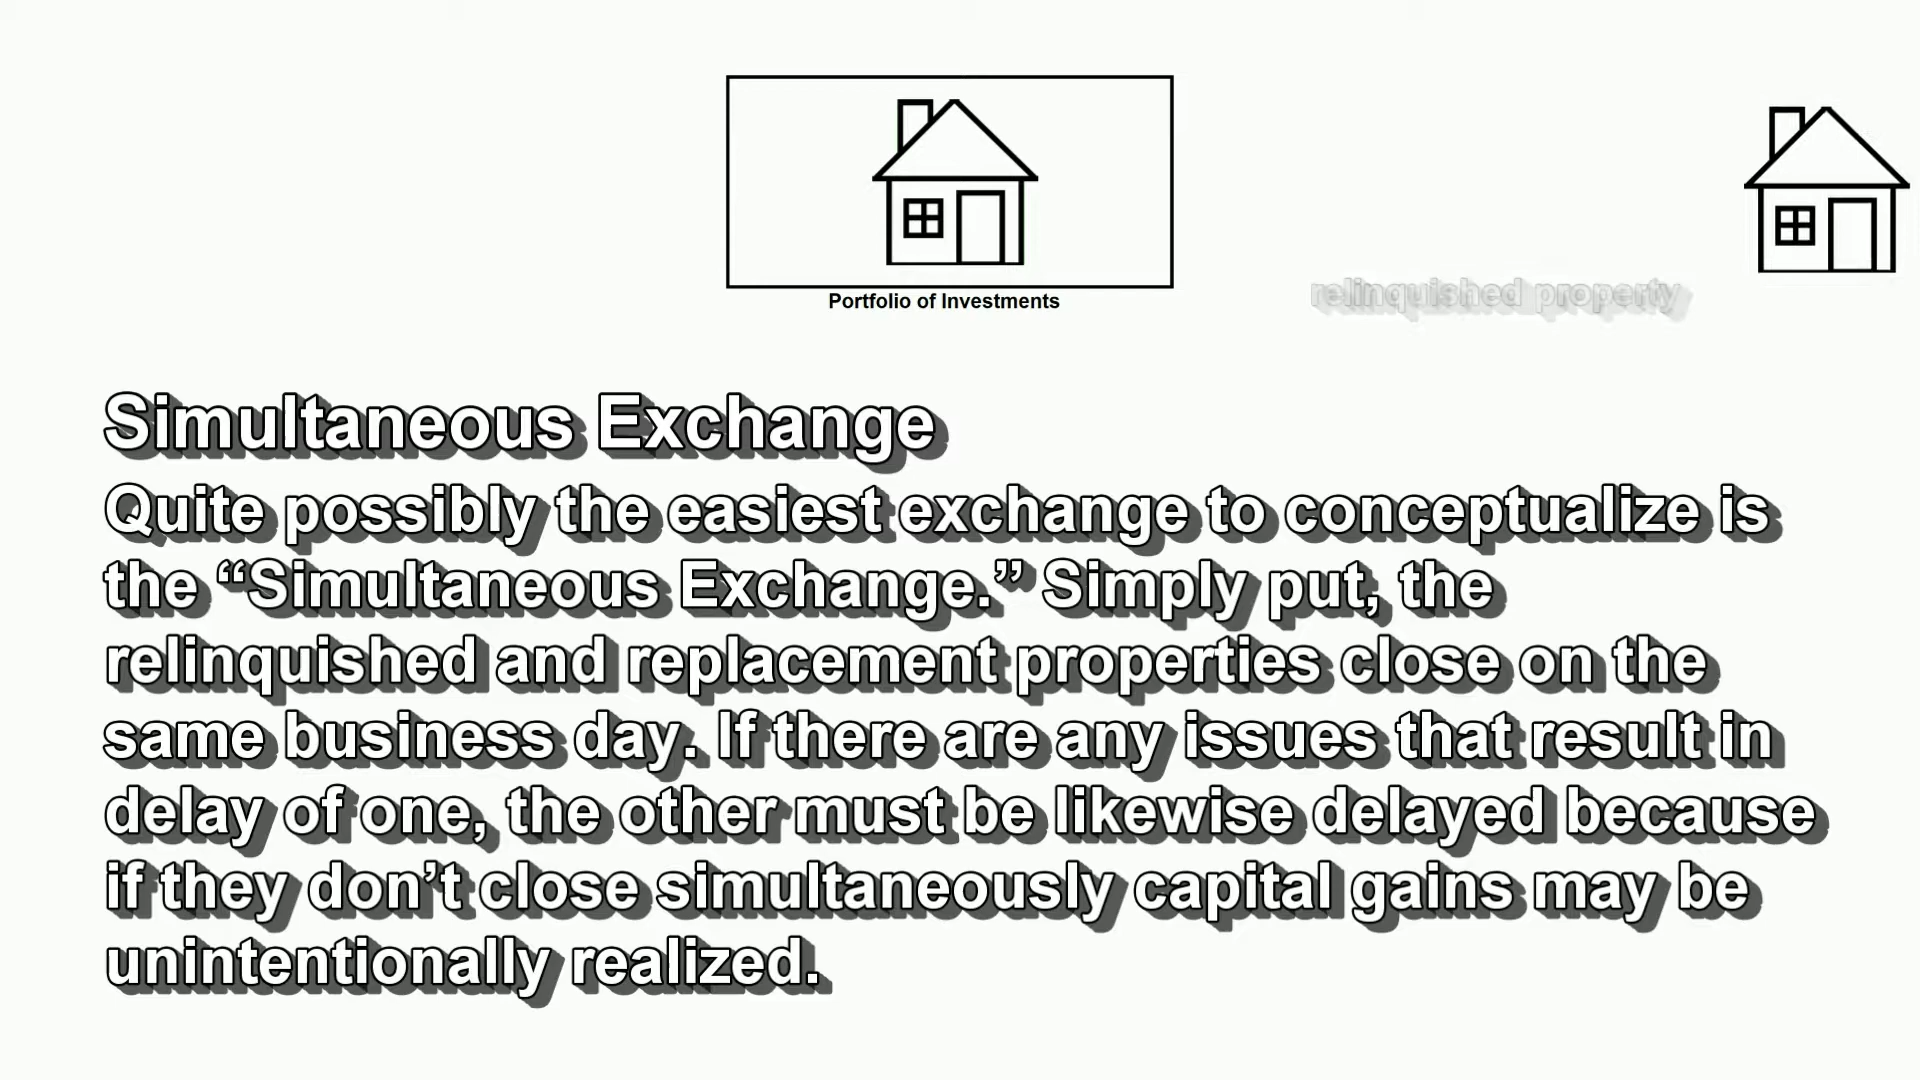 Portfolio of Investments
relinquished property
Simultaneous Exchange
Quite possibly the easiest exchange to conceptualize is
the “Simultaneous Exchange.” Simply put, the
relinquished and replacement properties close on the
same business day. If there are any issues that result in
delay of one, the other must be likewise delayed because
if they don’t close simultaneously capital gains may be
unintentionally realized.